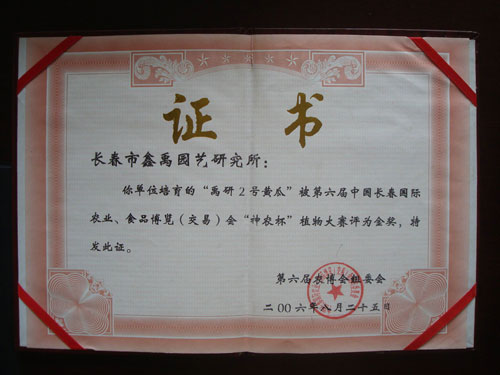 证书
长春市鑫禹园艺研究所：
你单位培育的“禹研2号黄瓜”被第六届中国长春国际
农业、食品博览（交易）会“神农杯”植物大赛评为金奖，特
发此证。
第六届农博会组委会
二00六年八月二十五日